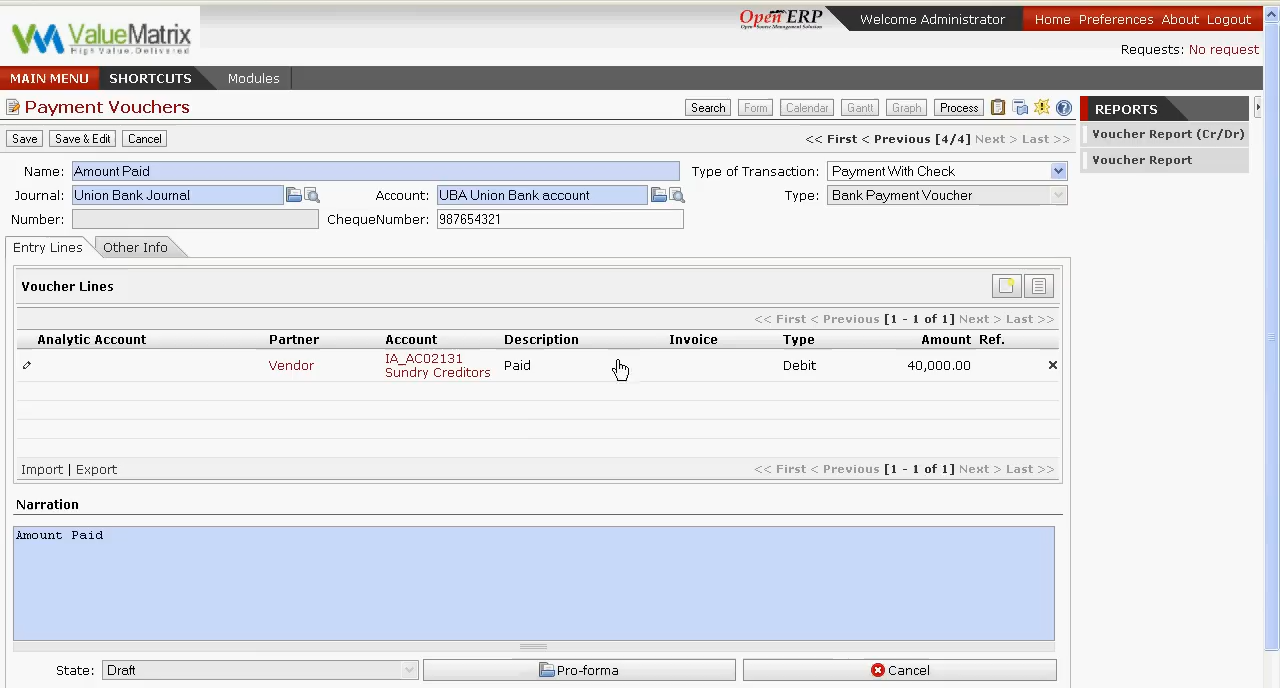 ValueMatrix
High Value.Delivered
Open ERP
Open Source Management Solution
Welcome Administrator
Home Preferences About Logout
Requests: No request
MAIN MENU SHORTCUTS Modules
Payment Vouchers
Search Form Calendar Gantt Graph Process
REPORTS
Save Save & Edit Cancel
<< First < Previous [4/4] Next > Last >>
Voucher Report (Cr/Dr)
Voucher Report
Name: Amount Paid Type of Transaction: Payment With Check
Journal: Union Bank Journal Account: UBA Union Bank account Type: Bank Payment Voucher
Number: ChequeNumber: 987654321
Entry Lines Other Info
Voucher Lines
<< First < Previous [1 - 1 of 1] Next > Last >>
Analytic Account Partner Account Description Invoice Type Amount Ref.
Vendor IA_AC02131 Sundry Creditors Paid Debit 40,000.00
Import | Export << First < Previous [1 - 1 of 1] Next > Last >>
Narration
Amount Paid
State: Draft Pro-forma Cancel